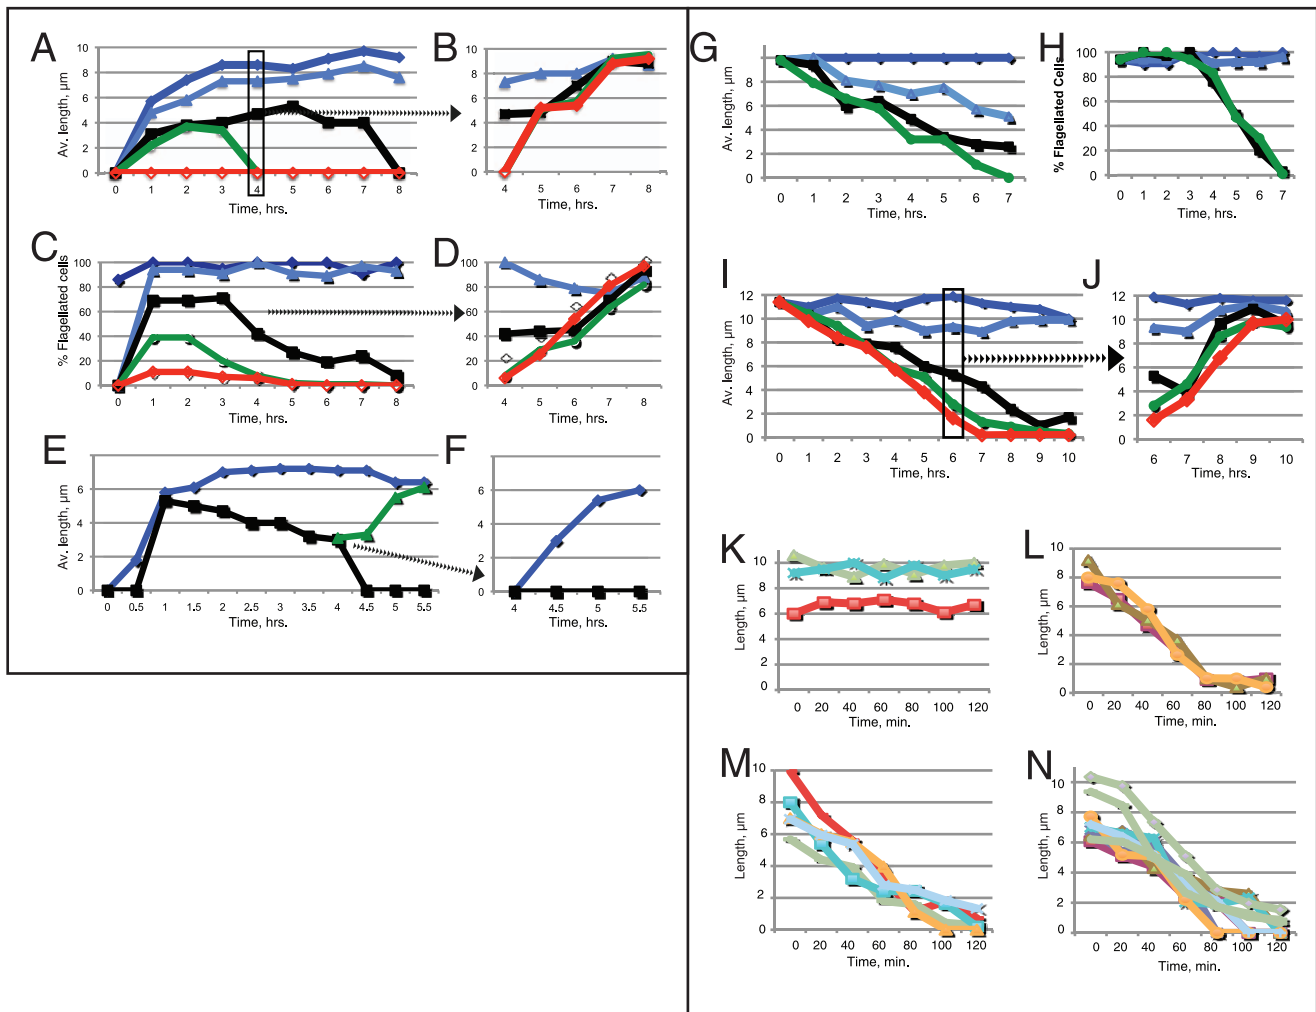 A
Av. length, µm
10
8
6
4
2
0
0 1 2 3 4 5 6 7 8
Time, hrs.
B
10
8
6
4
2
0
4 5 6 7 8
Time, hrs.
C
% Flagellated cells
100
80
60
40
20
0
0 1 2 3 4 5 6 7 8
Time, hrs.
D
100
80
60
40
20
0
4 5 6 7 8
Time, hrs.
E
Av. length, µm
6
4
2
0
0 0.5 1 1.5 2 2.5 3 3.5 4 4.5 5 5.5
Time, hrs.
F
6
4
2
0
4 4.5 5 5.5
Time, hrs.
G
Av. length, µm
10
8
6
4
2
0
0 1 2 3 4 5 6 7
Time, hrs.
H
% Flagellated Cells
100
80
60
40
20
0
0 1 2 3 4 5 6 7
Time, hrs.
I
Av. length, µm
12
10
8
6
4
2
0
0 1 2 3 4 5 6 7 8 9 10
Time, hrs.
J
12
10
8
6
4
2
0
6 7 8 9 10
Time, hrs.
K
Length, µm
10
8
6
4
2
0
0 20 40 60 80 100 120
Time, min.
L
Length, µm
10
8
6
4
2
0
0 20 40 60 80 100 120
Time, min.
M
Length, µm
10
8
6
4
2
0
0 20 40 60 80 100 120
Time, min.
N
Length, µm
10
8
6
4
2
0
0 20 40 60 80 100 120
Time, min.